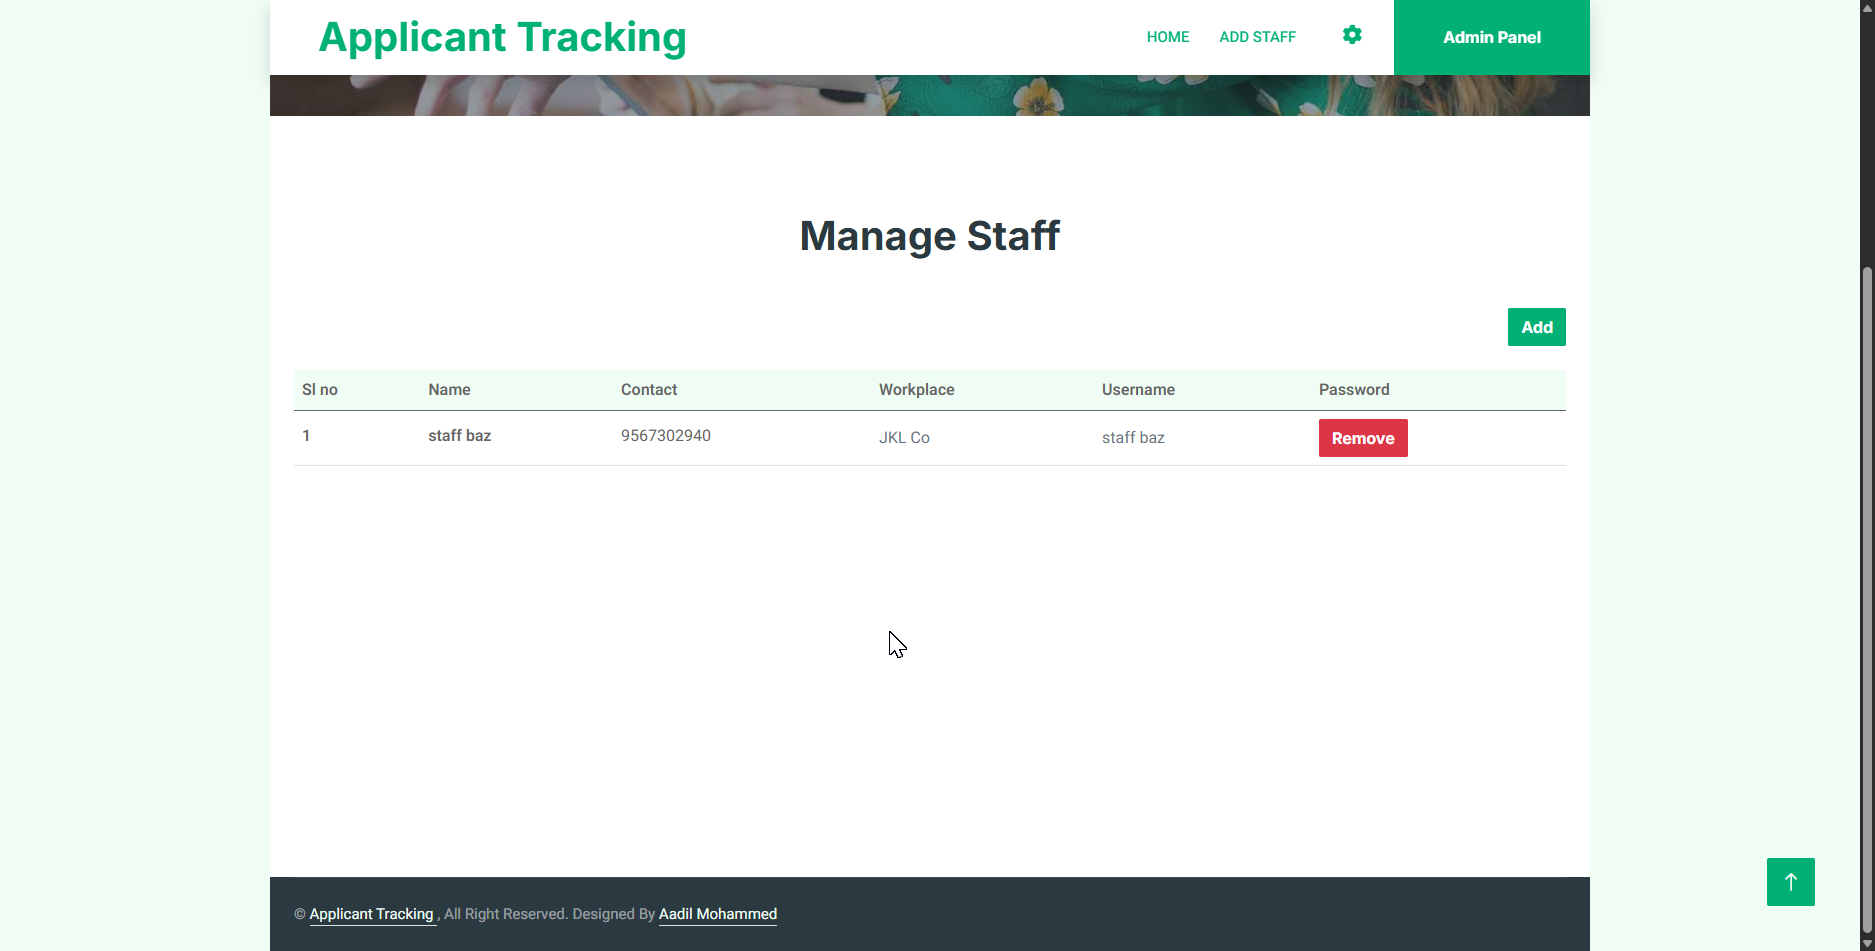 Applicant Tracking
HOME ADD STAFF Admin Panel
Manage Staff
Add
Sl no Name Contact Workplace Username Password
1 staff baz 9567302940 JKL Co staff baz Remove
© Applicant Tracking , All Right Reserved. Designed By Aadil Mohammed